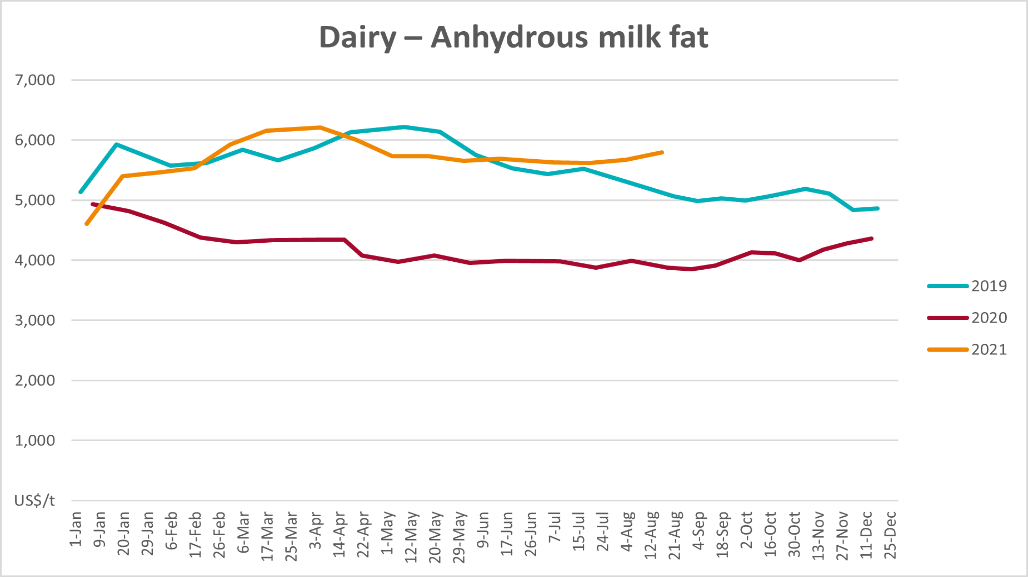 Dairy – Anhydrous milk fat
7,000
6,000
5,000
4,000
3,000
2,000
1,000
US$/t
1-Jan
9-Jan
20-Jan
29-Jan
6-Feb
17-Feb
26-Feb
6-Mar
17-Mar
25-Mar
3-Apr
14-Apr
22-Apr
1-May
12-May
20-May
29-May
9-Jun
17-Jun
26-Jun
7-Jul
15-Jul
24-Jul
4-Aug
12-Aug
21-Aug
4-Sep
18-Sep
2-Oct
16-Oct
30-Oct
13-Nov
27-Nov
11-Dec
25-Dec
2019
2020
2021